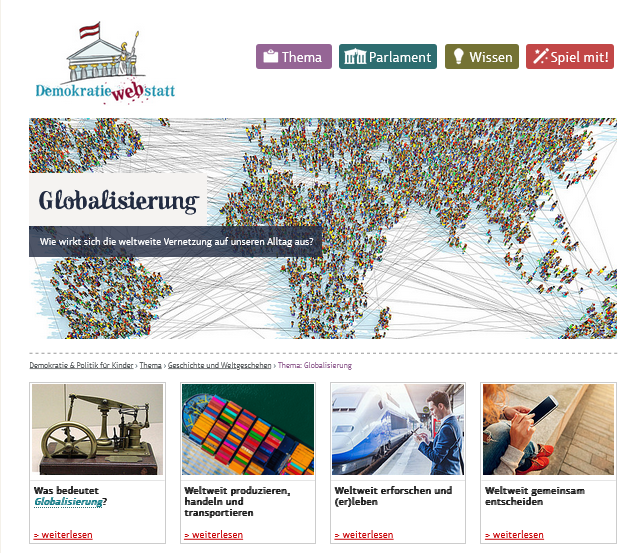 Demokratiewebstatt
Thema
Parlament
Wissen
Spiel mit!
Globalisierung
Wie wirkt sich die weltweite Vernetzung auf unseren Alltag aus?
Demokratie & Politik für Kinder › Thema › Geschichte und Weltgeschehen › Thema: Globalisierung
Was bedeutet
Globalisierung?
> weiterlesen
Weltweit produzieren,
handeln und
transportieren
> weiterlesen
Weltweit erforschen und
(er)leben
> weiterlesen
Weltweit gemeinsam
entscheiden
> weiterlesen